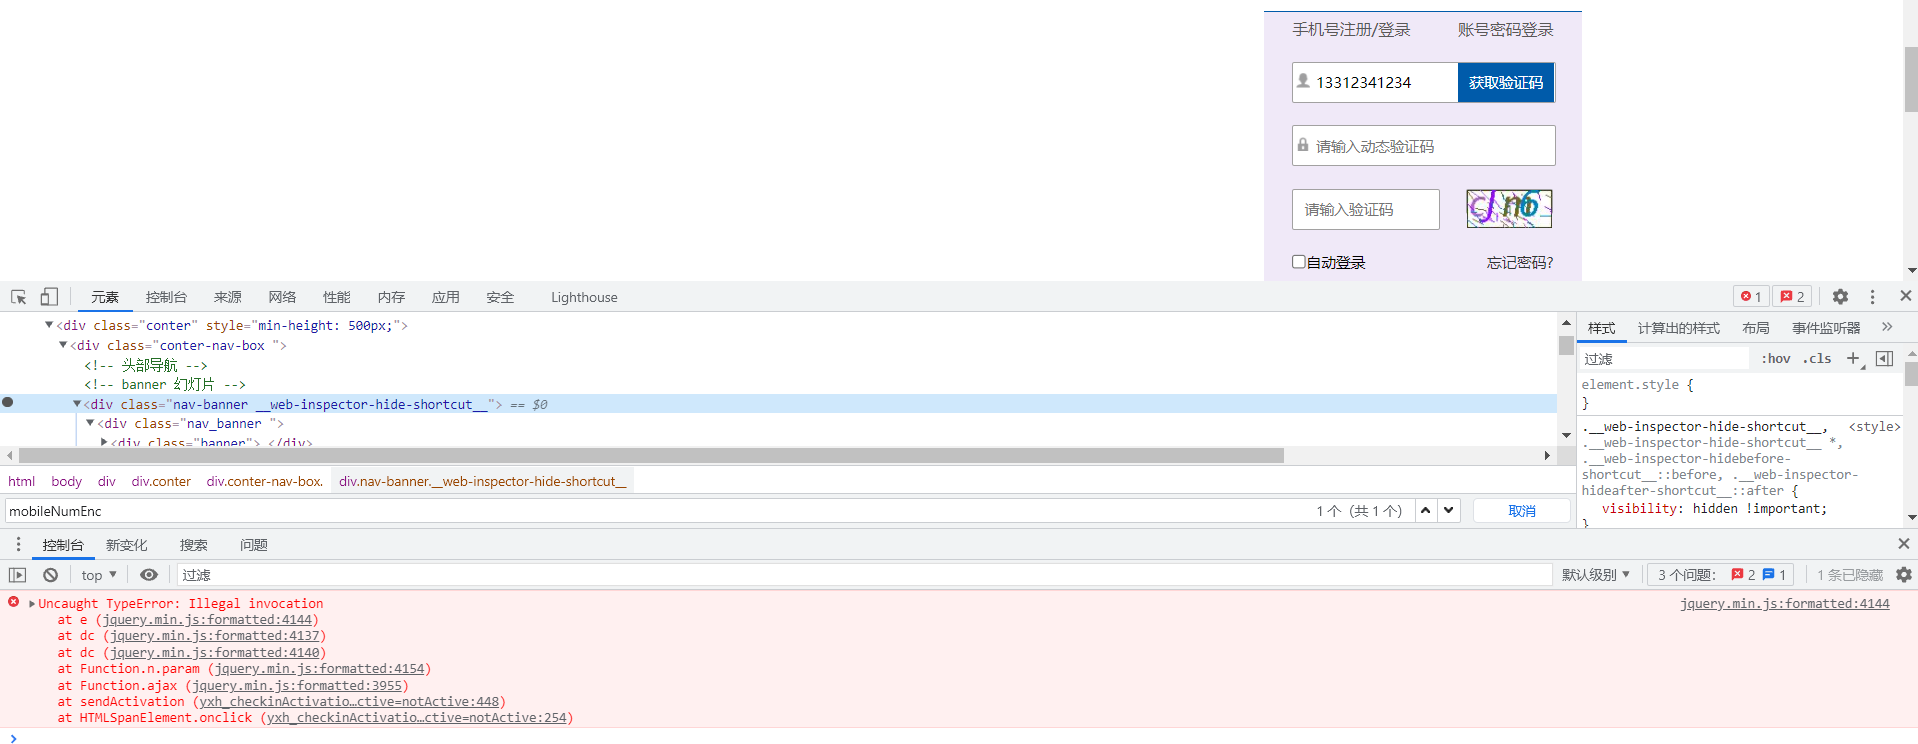 手机号注册/登录 账号密码登录
13312341234 获取验证码
请输入动态验证码
请输入验证码
自动登录 忘记密码?
元素 控制台 来源 网络 性能 内存 应用 安全 Lighthouse 1 2
<div class="conter" style="min-height: 500px;">
<div class="conter-nav-box ">
<!-- 头部导航 -->
<!-- banner 幻灯片 -->
<div class="nav-banner __web-inspector-hide-shortcut__"> == $0
<div class="nav_banner ">
<div class="banner"> </div>
html body div div.conter div.conter-nav-box. div.nav-banner.__web-inspector-hide-shortcut__
mobileNumEnc 1 个（共 1 个） 取消
样式 计算出的样式 布局 事件监听器 »
过滤 :hov .cls +
element.style {
}
.__web-inspector-hide-shortcut__, <style>
.__web-inspector-hide-shortcut__ *,
.__web-inspector-hidebefore-
shortcut__::before, .__web-inspector-
hideafter-shortcut__::after {
visibility: hidden !important;
}
控制台 新变化 搜索 问题
top 过滤 默认级别 3 个问题： 2 1 1 条已隐藏
Uncaught TypeError: Illegal invocation jquery.min.js:formatted:4144
at e (jquery.min.js:formatted:4144)
at dc (jquery.min.js:formatted:4137)
at dc (jquery.min.js:formatted:4140)
at Function.n.param (jquery.min.js:formatted:4154)
at Function.ajax (jquery.min.js:formatted:3955)
at sendActivation (yxh_checkinActivatio…ctive=notActive:448)
at HTMLSpanElement.onclick (yxh_checkinActivatio…ctive=notActive:254)